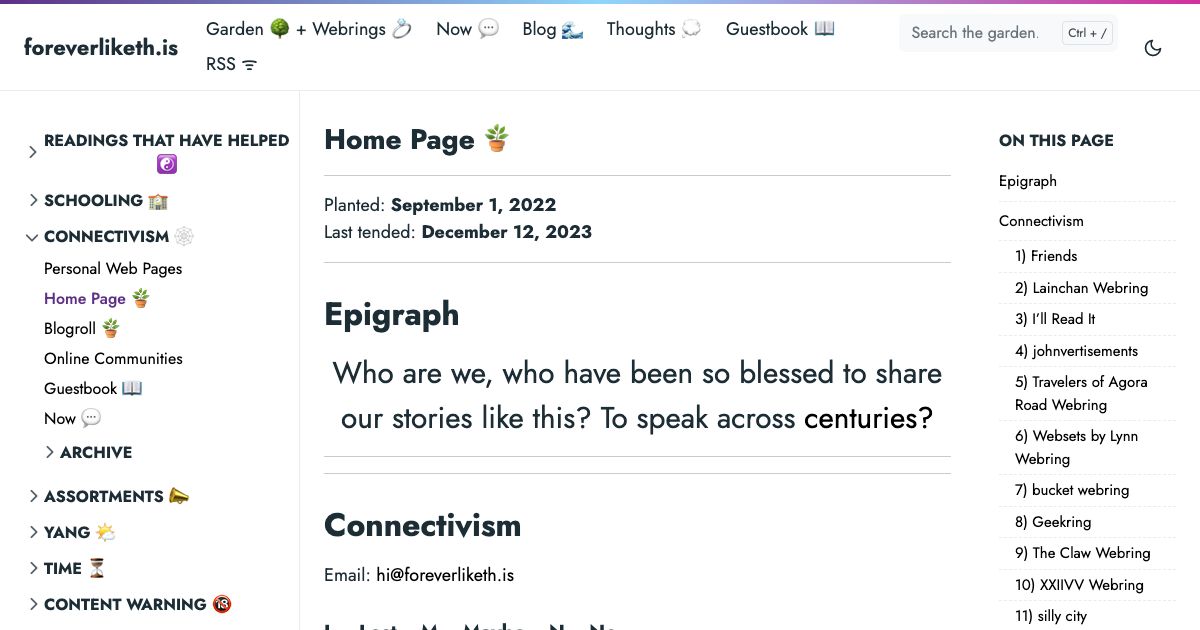 foreverliketh.is
Garden 🌳 + Webrings 💍
Now 💬
Blog 🌊
Thoughts 💭
Guestbook 📖
RSS
Search the garden.
Ctrl + /
READINGS THAT HAVE HELPED
☯️
SCHOOLING 🏫
CONNECTIVISM 🕸️
Personal Web Pages
Home Page 🪴
Blogroll 🪴
Online Communities
Guestbook 📖
Now 💬
ARCHIVE
ASSORTMENTS 📣
YANG 🌤️
TIME ⏳
CONTENT WARNING 🔞
Home Page 🪴
Planted: September 1, 2022
Last tended: December 12, 2023
Epigraph
Who are we, who have been so blessed to share
our stories like this? To speak across centuries?
Connectivism
Email: hi@foreverliketh.is
ON THIS PAGE
Epigraph
Connectivism
1) Friends
2) Lainchan Webring
3) I’ll Read It
4) johnvertisements
5) Travelers of Agora
Road Webring
6) Websets by Lynn
Webring
7) bucket webring
8) Geekring
9) The Claw Webring
10) XXIIVV Webring
11) silly city